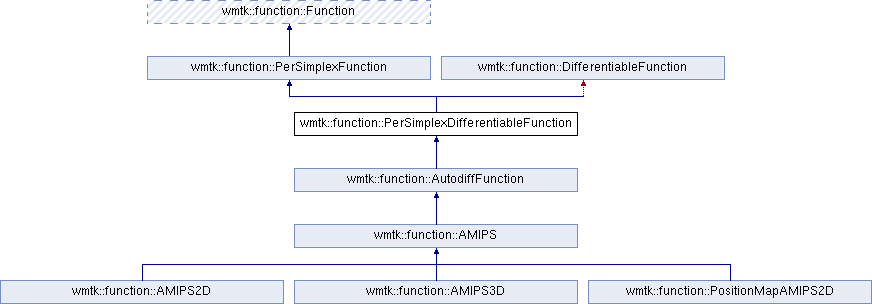 wmtk::function::Function
wmtk::function::PerSimplexFunction
wmtk::function::DifferentiableFunction
wmtk::function::PerSimplexDifferentiableFunction
wmtk::function::AutodiffFunction
wmtk::function::AMIPS
wmtk::function::AMIPS2D
wmtk::function::AMIPS3D
wmtk::function::PositionMapAMIPS2D